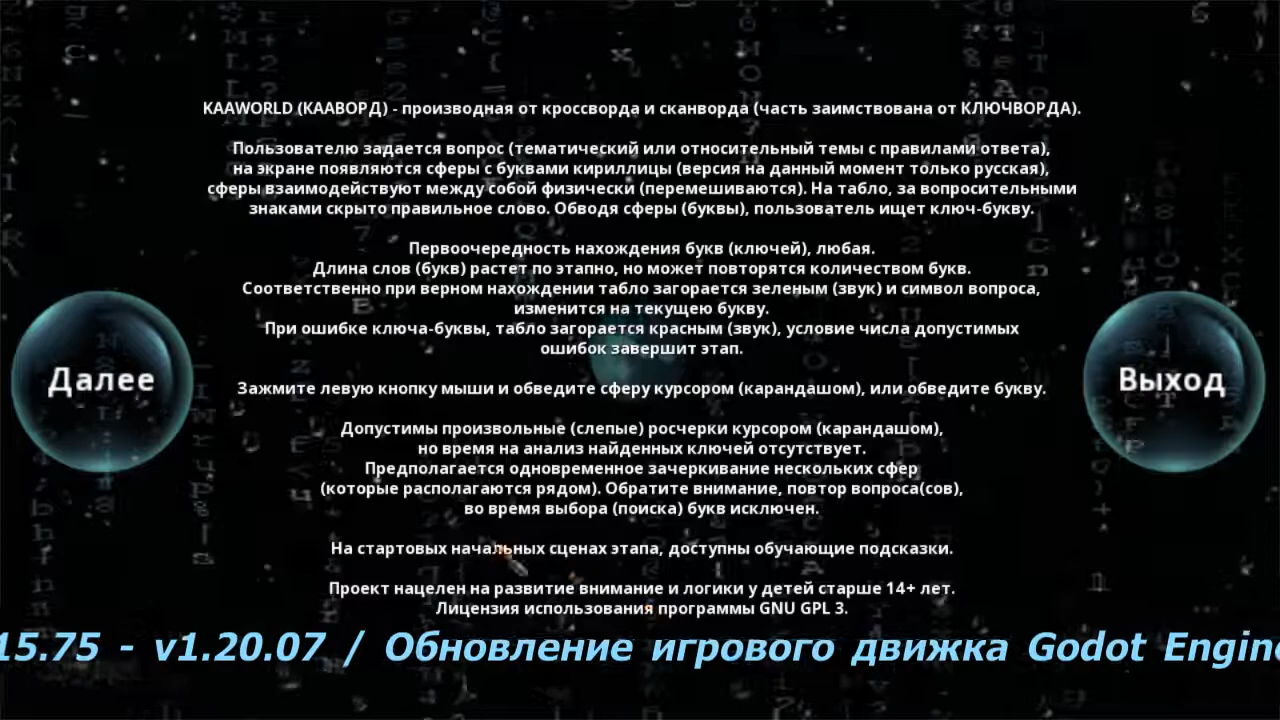 KAAWORLD (КААВОРД) - производная от кроссворда и сканворда (часть заимствована от КЛЮЧВОРДА).
Пользователю задается вопрос (тематический или относительный темы с правилами ответа),
на экране появляются сферы с буквами кириллицы (версия на данный момент только русская),
сферы взаимодействуют между собой физически (перемешиваются). На табло, за вопросительными
знаками скрыто правильное слово. Обводя сферы (буквы), пользователь ищет ключ-букву.
Первоочередность нахождения букв (ключей), любая.
Длина слов (букв) растет по этапно, но может повторятся количеством букв.
Соответственно при верном нахождении табло загорается зеленым (звук) и символ вопроса,
изменится на текущею букву.
При ошибке ключа-буквы, табло загорается красным (звук), условие числа допустимых
ошибок завершит этап.
Далее
Выход
Зажмите левую кнопку мыши и обведите сферу курсором (карандашом), или обведите букву.
Допустимы произвольные (слепые) росчерки курсором (карандашом),
но время на анализ найденных ключей отсутствует.
Предполагается одновременное зачеркивание нескольких сфер
(которые располагаются рядом). Обратите внимание, повтор вопроса(сов),
во время выбора (поиска) букв исключен.
На стартовых начальных сценах этапа, доступны обучающие подсказки.
Проект нацелен на развитие внимание и логики у детей старше 14+ лет.
Лицензия использования программы GNU GPL 3.
15.75 - v1.20.07 / Обновление игрового движка Godot Engine